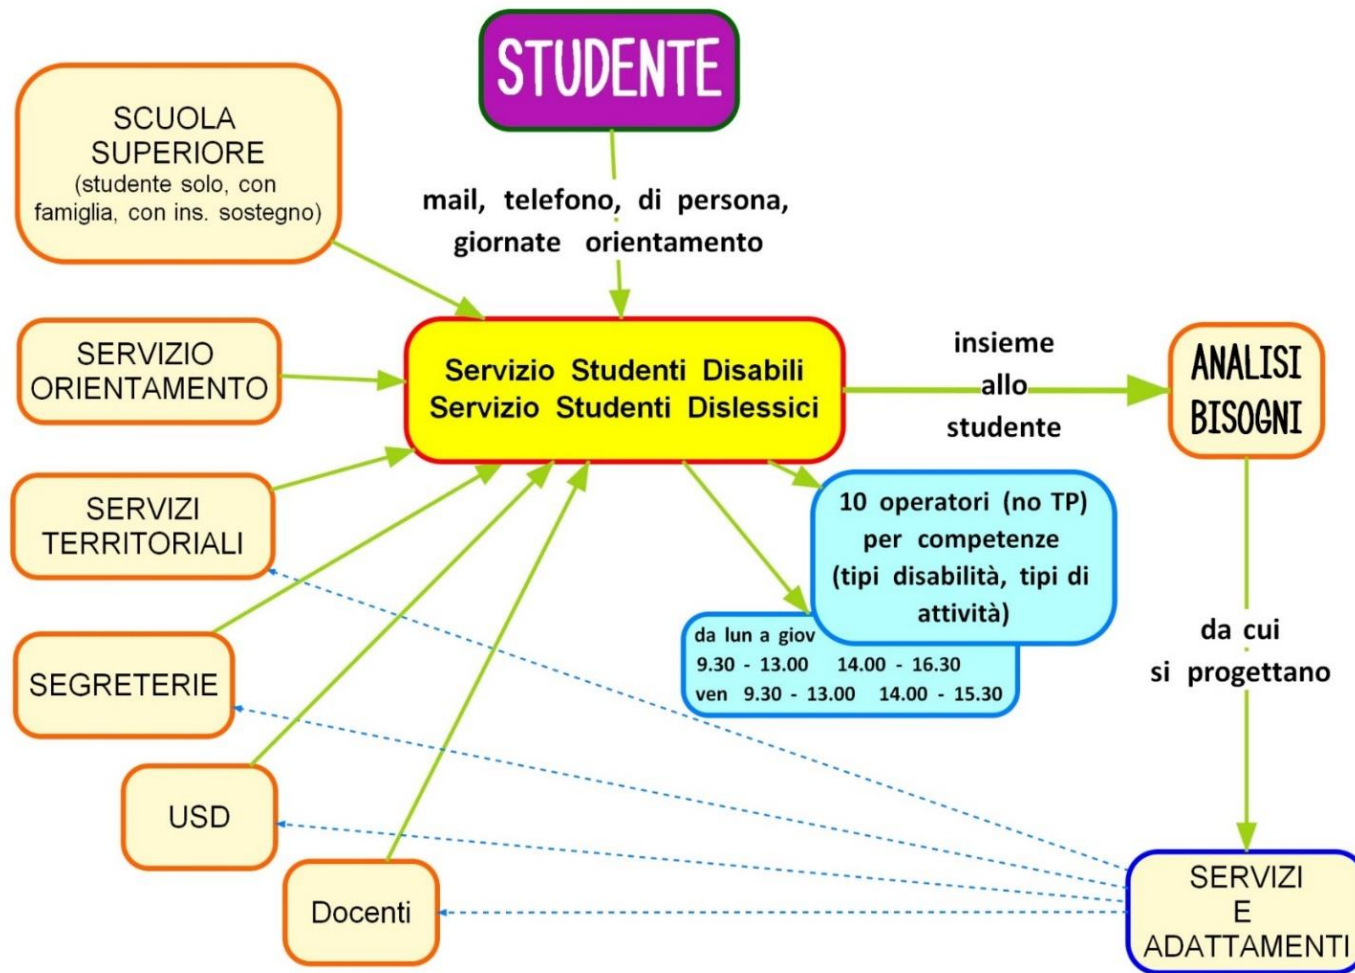 STUDENTE
SCUOLA
SUPERIORE
(studente solo, con
famiglia, con ins. sostegno)
mail, telefono, di persona,
giornate orientamento
SERVIZIO
ORIENTAMENTO
Servizio Studenti Disabili
Servizio Studenti Dislessici
insieme
allo
studente
ANALISI
BISOGNI
SERVIZI
TERRITORIALI
10 operatori (no TP)
per competenze
(tipi disabilità, tipi di
attività)
da lun a giov
9.30 - 13.00 14.00 - 16.30
ven 9.30 - 13.00 14.00 - 15.30
da cui
si progettano
SEGRETERIE
USD
Docenti
SERVIZI
E
ADATTAMENTI